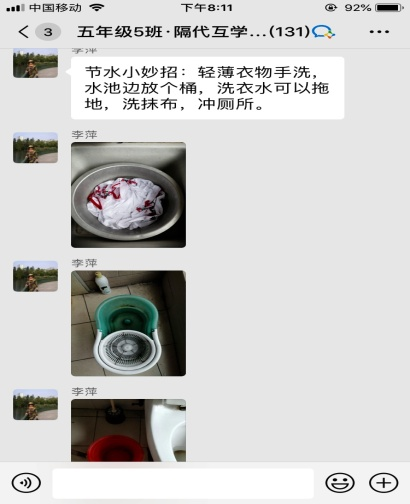 中国移动
下午8:11
92%
3
五年级5班·隔代互学...(131)
李萍
节水小妙招：轻薄衣物手洗，
水池边放个桶，洗衣水可以拖
地，洗抹布，冲厕所。
李萍
李萍
李萍